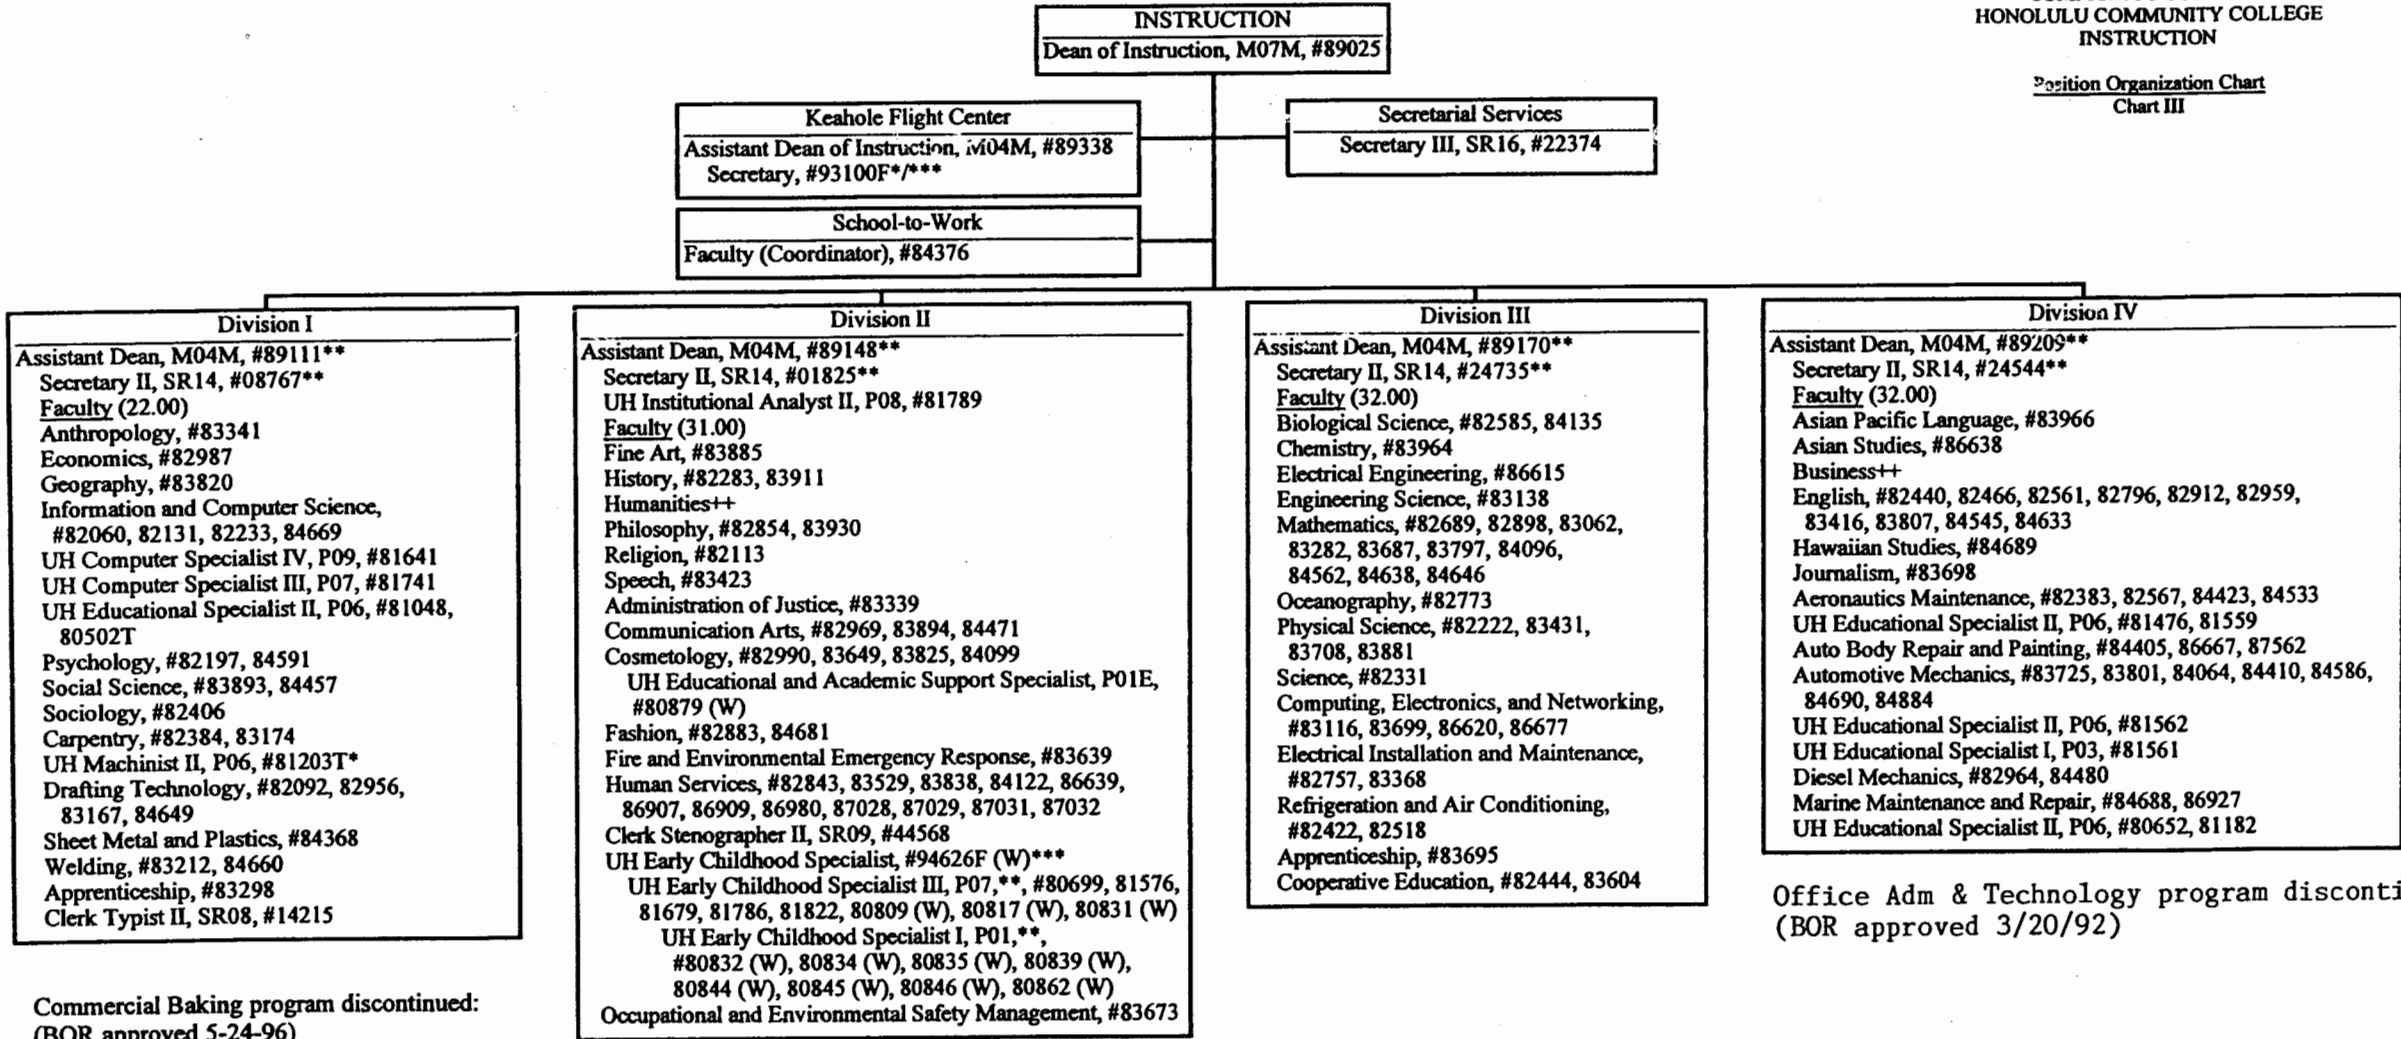 HONOLULU COMMUNITY COLLEGE
INSTRUCTION
Position Organization Chart
Chart III
INSTRUCTION
Dean of Instruction, M07M, #89025
Keahole Flight Center
Assistant Dean of Instruction, M04M, #89338
Secretary, #93100F*/***
Secretarial Services
Secretary III, SR16, #22374
School-to-Work
Faculty (Coordinator), #84376
Division I
Assistant Dean, M04M, #89111**
Secretary II, SR14, #08767**
Faculty (22.00)
Anthropology, #83341
Economics, #82987
Geography, #83820
Information and Computer Science,
#82060, 82131, 82233, 84669
UH Computer Specialist IV, P09, #81641
UH Computer Specialist III, P07, #81741
UH Educational Specialist II, P06, #81048,
80502T
Psychology, #82197, 84591
Social Science, #83893, 84457
Sociology, #82406
Carpentry, #82384, 83174
UH Machinist II, P06, #81203T*
Drafting Technology, #82092, 82956,
83167, 84649
Sheet Metal and Plastics, #84368
Welding, #83212, 84660
Apprenticeship, #83298
Clerk Typist II, SR08, #14215
Commercial Baking program discontinued:
(BOR approved 5-24-96)
Division II
Assistant Dean, M04M, #89148**
Secretary II, SR14, #01825**
UH Institutional Analyst II, P08, #81789
Faculty (31.00)
Fine Art, #83885
History, #82283, 83911
Humanities++
Philosophy, #82854, 83930
Religion, #82113
Speech, #83423
Administration of Justice, #83339
Communication Arts, #82969, 83894, 84471
Cosmetology, #82990, 83649, 83825, 84099
UH Educational and Academic Support Specialist, P01E,
#80879 (W)
Fashion, #82883, 84681
Fire and Environmental Emergency Response, #83639
Human Services, #82843, 83529, 83838, 84122, 86639,
86907, 86909, 86980, 87028, 87029, 87031, 87032
Clerk Stenographer II, SR09, #44568
UH Early Childhood Specialist, #94626F (W)***
UH Early Childhood Specialist III, P07,**, #80699, 81576,
81679, 81786, 81822, 80809 (W), 80817 (W), 80831 (W)
UH Early Childhood Specialist I, P01,**,
#80832 (W), 80834 (W), 80835 (W), 80839 (W),
80844 (W), 80845 (W), 80846 (W), 80862 (W)
Occupational and Environmental Safety Management, #83673
Division III
Assistant Dean, M04M, #89170**
Secretary II, SR14, #24735**
Faculty (32.00)
Biological Science, #82585, 84135
Chemistry, #83964
Electrical Engineering, #86615
Engineering Science, #83138
Mathematics, #82689, 82898, 83062,
83282, 83687, 83797, 84096,
84562, 84638, 84646
Oceanography, #82773
Physical Science, #82222, 83431,
83708, 83881
Science, #82331
Computing, Electronics, and Networking,
#83116, 83699, 86620, 86677
Electrical Installation and Maintenance,
#82757, 83368
Refrigeration and Air Conditioning,
#82422, 82518
Apprenticeship, #83695
Cooperative Education, #82444, 83604
Division IV
Assistant Dean, M04M, #89209**
Secretary II, SR14, #24544**
Faculty (32.00)
Asian Pacific Language, #83966
Asian Studies, #86638
Business++
English, #82440, 82466, 82561, 82796, 82912, 82959,
83416, 83807, 84545, 84633
Hawaiian Studies, #84689
Journalism, #83698
Aeronautics Maintenance, #82383, 82567, 84423, 84533
UH Educational Specialist II, P06, #81476, 81559
Auto Body Repair and Painting, #84405, 86667, 87562
Automotive Mechanics, #83725, 83801, 84064, 84410, 84586,
84690, 84884
UH Educational Specialist II, P06, #81562
UH Educational Specialist I, P03, #81561
Diesel Mechanics, #82964, 84480
Marine Maintenance and Repair, #84688, 86927
UH Educational Specialist II, P06, #80652, 81182
Office Adm & Technology program disconti
(BOR approved 3/20/92)